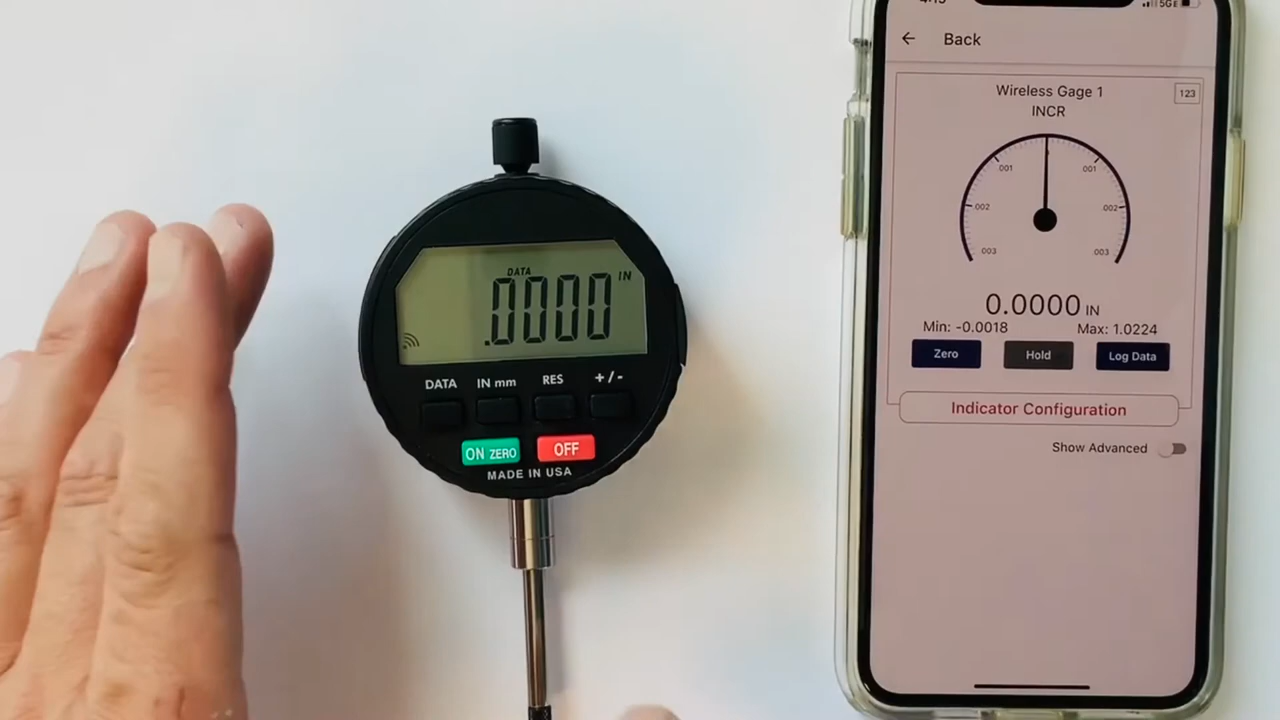 DATA
IN
.0000
DATA IN mm RES +/-
ON ZERO OFF
MADE IN USA
5GE
Back
Wireless Gage 1
123
INCR
001 001
002 002
003 003
0.0000 IN
Min: -0.0018 Max: 1.0224
Zero Hold Log Data
Indicator Configuration
Show Advanced